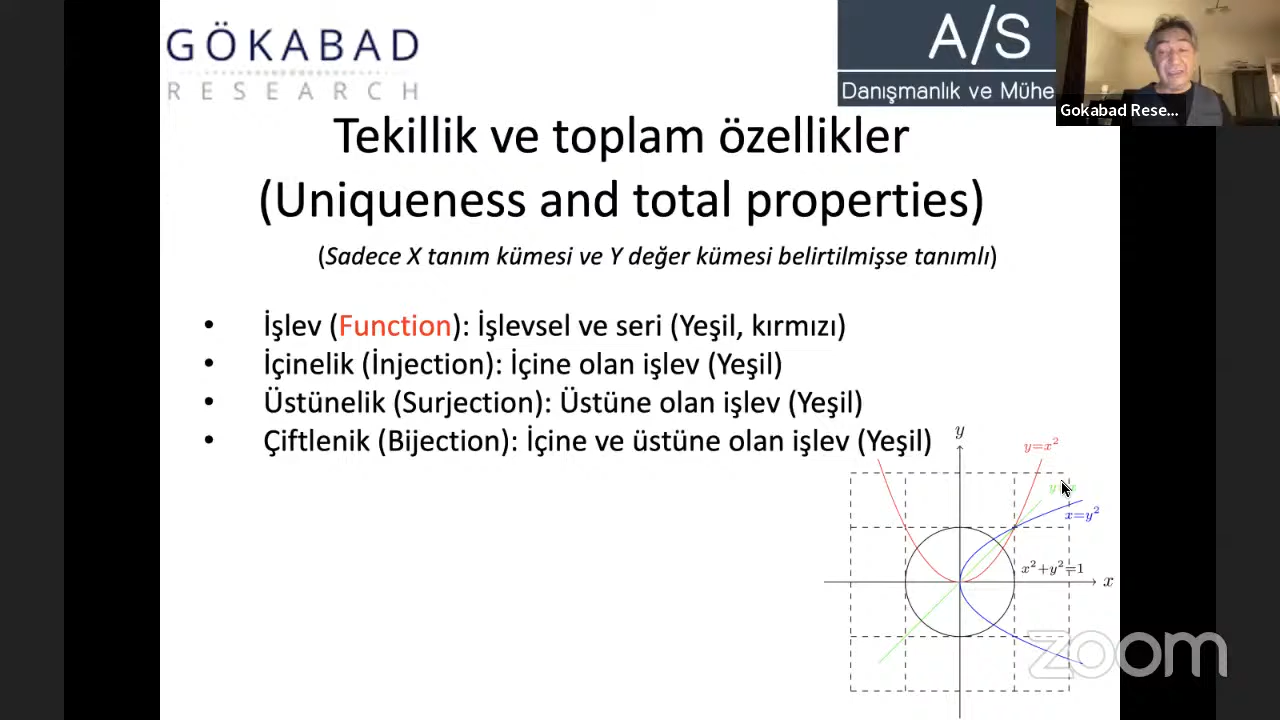 GÖKABAD
RESEARCH
A/S
Danışmanlık ve Mühe
Gokabad Rese...
Tekillik ve toplam özellikler
(Uniqueness and total properties)
(Sadece X tanım kümesi ve Y değer kümesi belirtilmişse tanımlı)
• İşlev (Function): İşlevsel ve seri (Yeşil, kırmızı)
• İçinelik (İnjection): İçine olan işlev (Yeşil)
• Üstünelik (Surjection): Üstüne olan işlev (Yeşil)
• Çiftlenik (Bijection): İçine ve üstüne olan işlev (Yeşil)
y
y=x²
x=y²
x²+y²=1
x
zoom